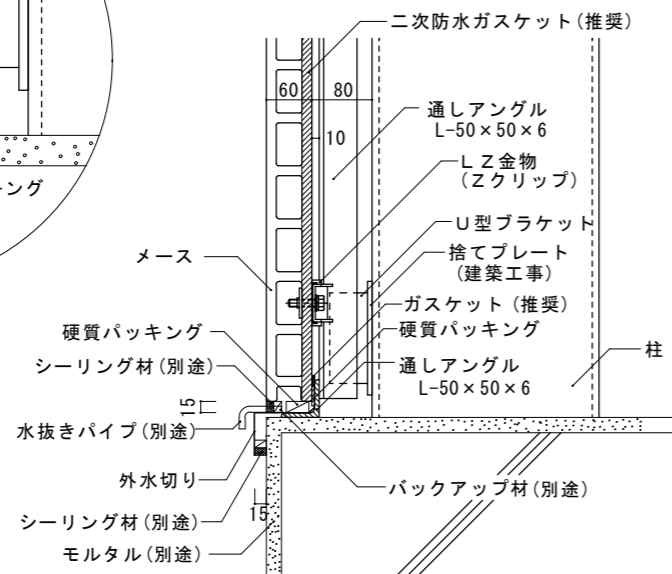 二次防水ガスケット(推奨)
60
80
通しアングル
L-50×50×6
10
LZ金物
(Zクリップ)
U型ブラケット
メース
捨てプレート
(建築工事)
ガスケット(推奨)
硬質パッキング
硬質パッキング
シーリング材(別途)
通しアングル
L-50×50×6
柱
15
水抜きパイプ(別途)
外水切り
バックアップ材(別途)
15
シーリング材(別途)
モルタル(別途)